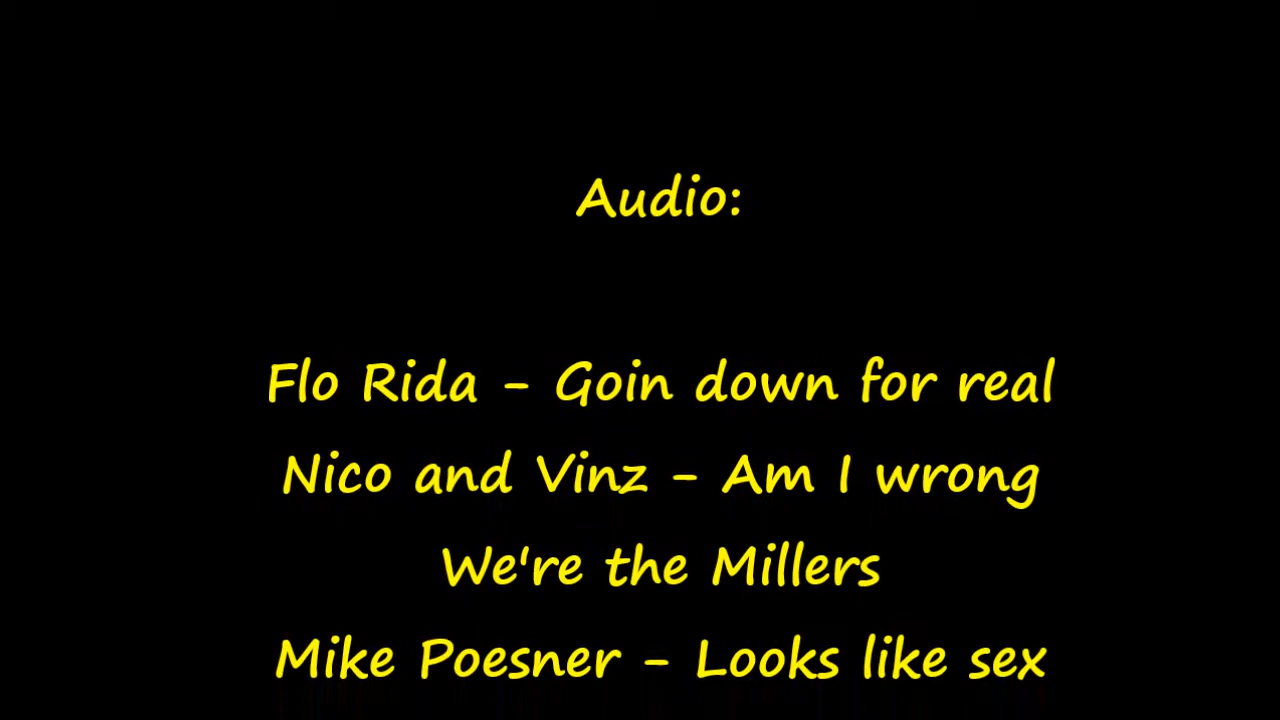 Audio:
Flo Rida - Goin down for real
Nico and Vinz - Am I wrong
We're the Millers
Mike Poesner - Looks like sex